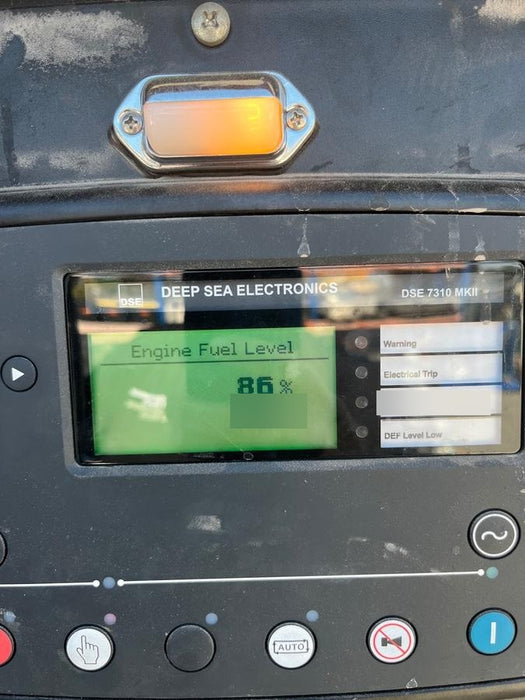 DSE
DEEP SEA ELECTRONICS
DSE 7310 MKII
Engine Fuel Level
86 %
Warning
Electrical Trip
DEF Level Low
AUTO